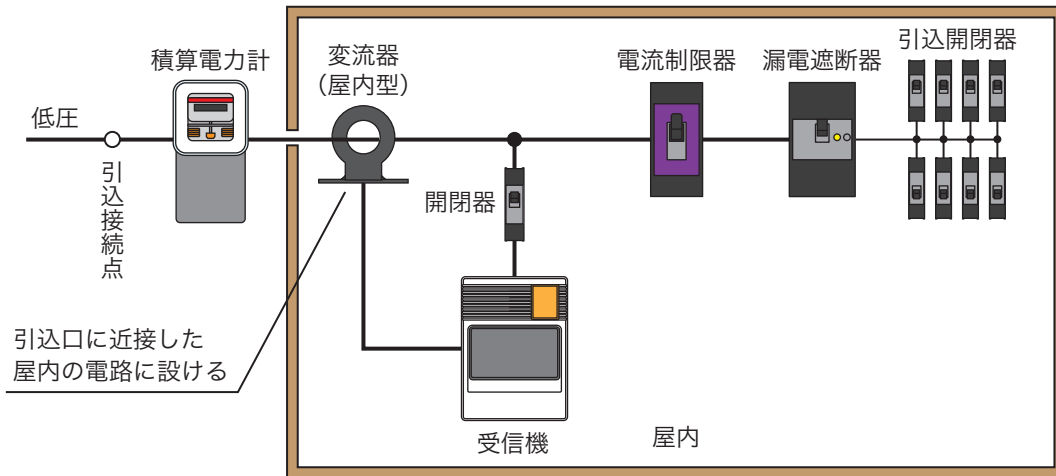 積算電力計
変流器
（屋内型）
電流制限器
漏電遮断器
引込開閉器
低圧
引込接続点
開閉器
引込口に近接した
屋内の電路に設ける
受信機
屋内